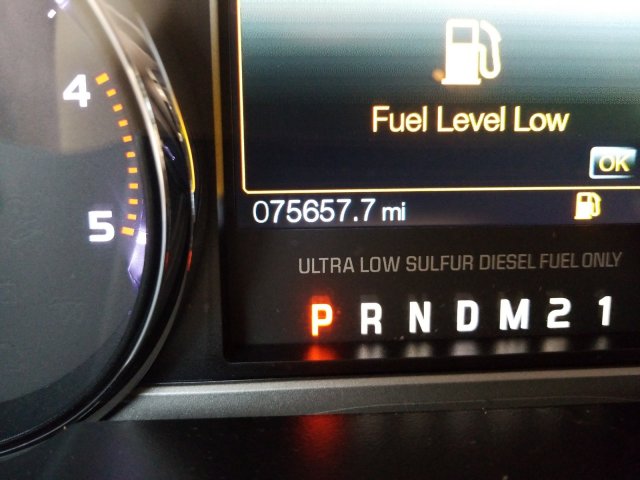 4
Fuel Level Low
OK
5
075657.7 mi
ULTRA LOW SULFUR DIESEL FUEL ONLY
P R N D M 2 1